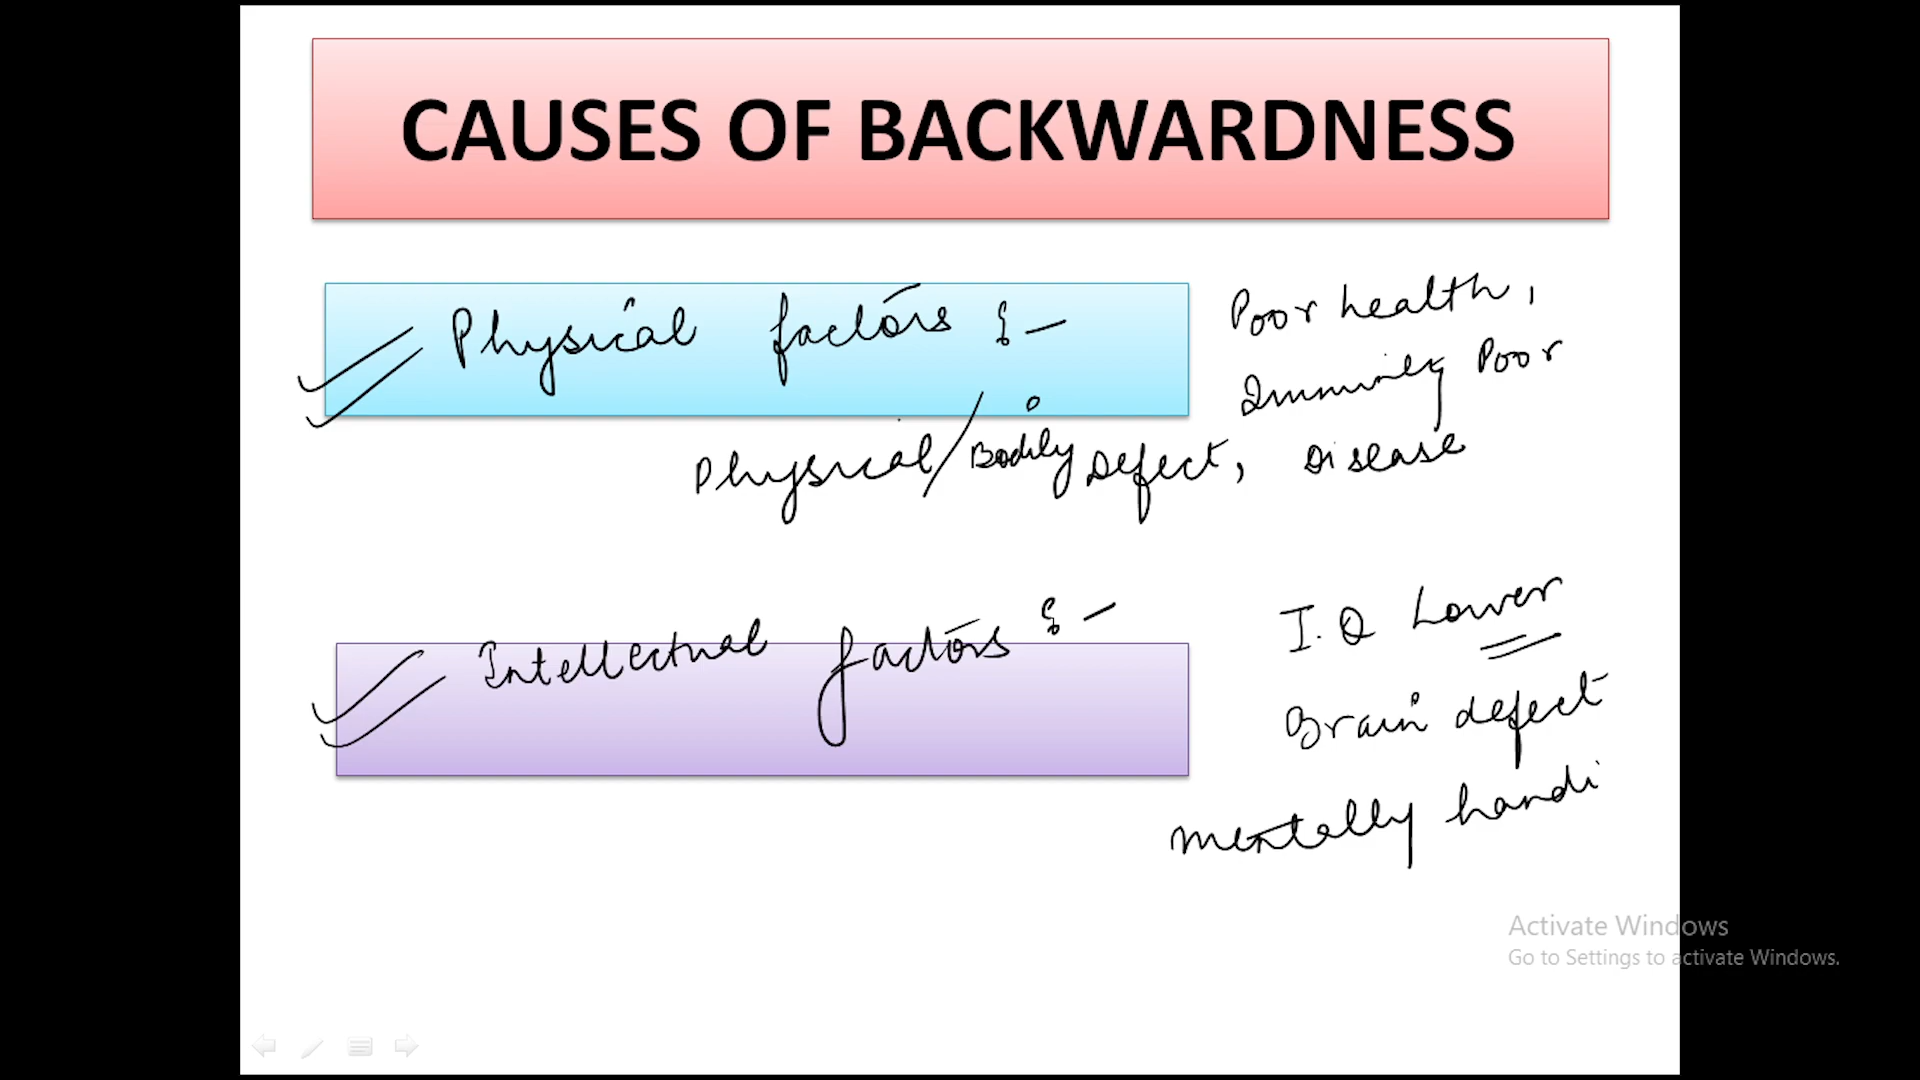 CAUSES OF BACKWARDNESS
Physical factors :- Poor health,
Immunity Poor
Physical/Bodily Defect, Disease
Intellectual factors :- I.Q Lower
Brain defect
mentally handi
Activate Windows
Go to Settings to activate Windows.